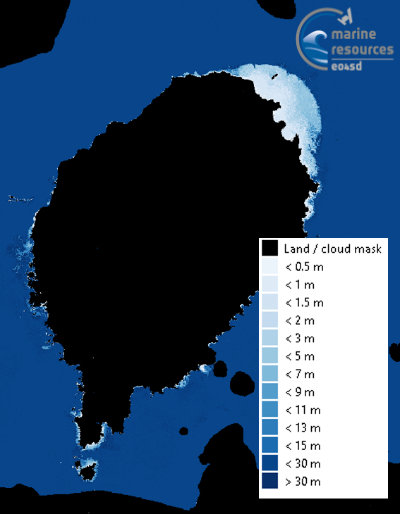 marine
resources
eo4sd
Land / cloud mask
< 0.5 m
< 1 m
< 1.5 m
< 2 m
< 3 m
< 5 m
< 7 m
< 9 m
< 11 m
< 13 m
< 15 m
< 30 m
> 30 m